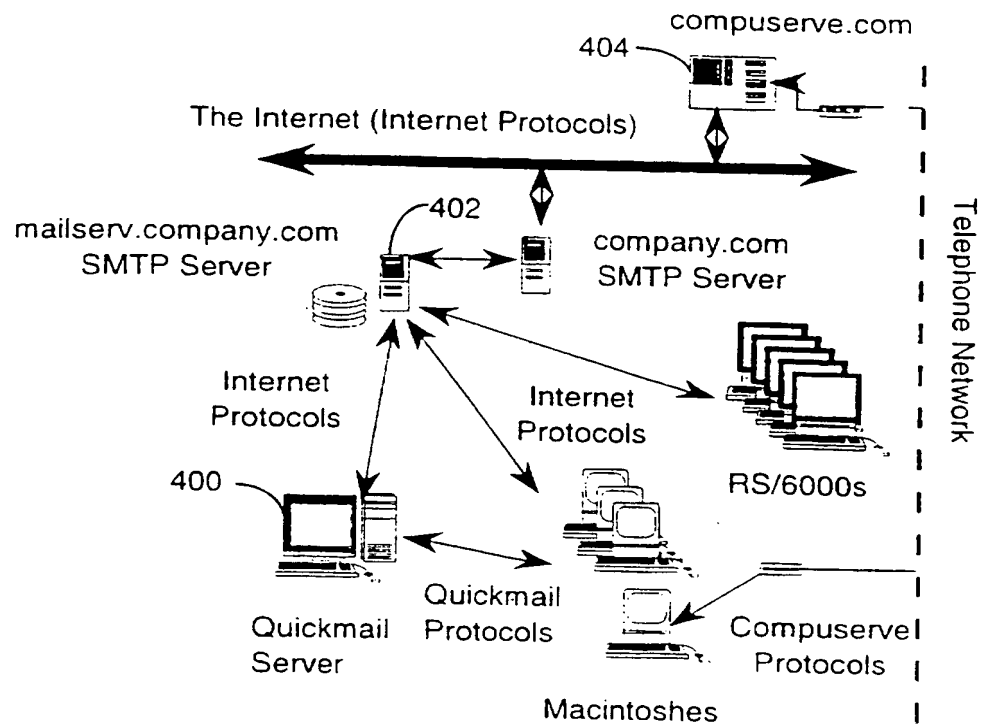 compuserve.com
404
The Internet (Internet Protocols)
402
mailserv.company.com
SMTP Server
company.com
SMTP Server
Telephone Network
Internet
Protocols
Internet
Protocols
RS/6000s
400
Quickmail
Server
Quickmail
Protocols
Compuserve
Protocols
Macintoshes